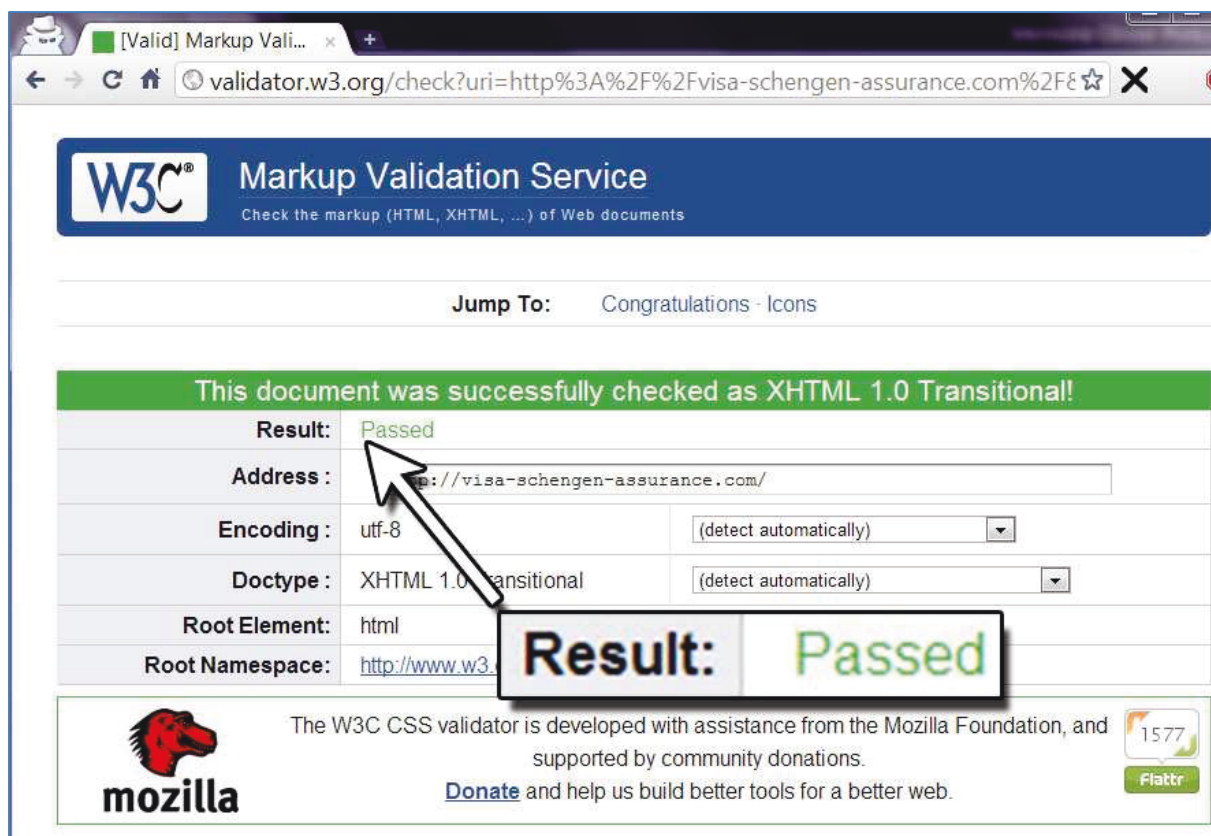 [Valid] Markup Vali... × +
validator.w3.org/check?uri=http%3A%2F%2Fvisa-schengen-assurance.com%2F
W3C®
Markup Validation Service
Check the markup (HTML, XHTML, ...) of Web documents
Jump To: Congratulations · Icons
This document was successfully checked as XHTML 1.0 Transitional!
Result: Passed
Address : p://visa-schengen-assurance.com/
Encoding : utf-8 (detect automatically)
Doctype : XHTML 1.0 Transitional (detect automatically)
Root Element: html
Root Namespace: http://www.w3.
Result: Passed
The W3C CSS validator is developed with assistance from the Mozilla Foundation, and
supported by community donations.
Donate and help us build better tools for a better web.
mozilla
1577
Flattr